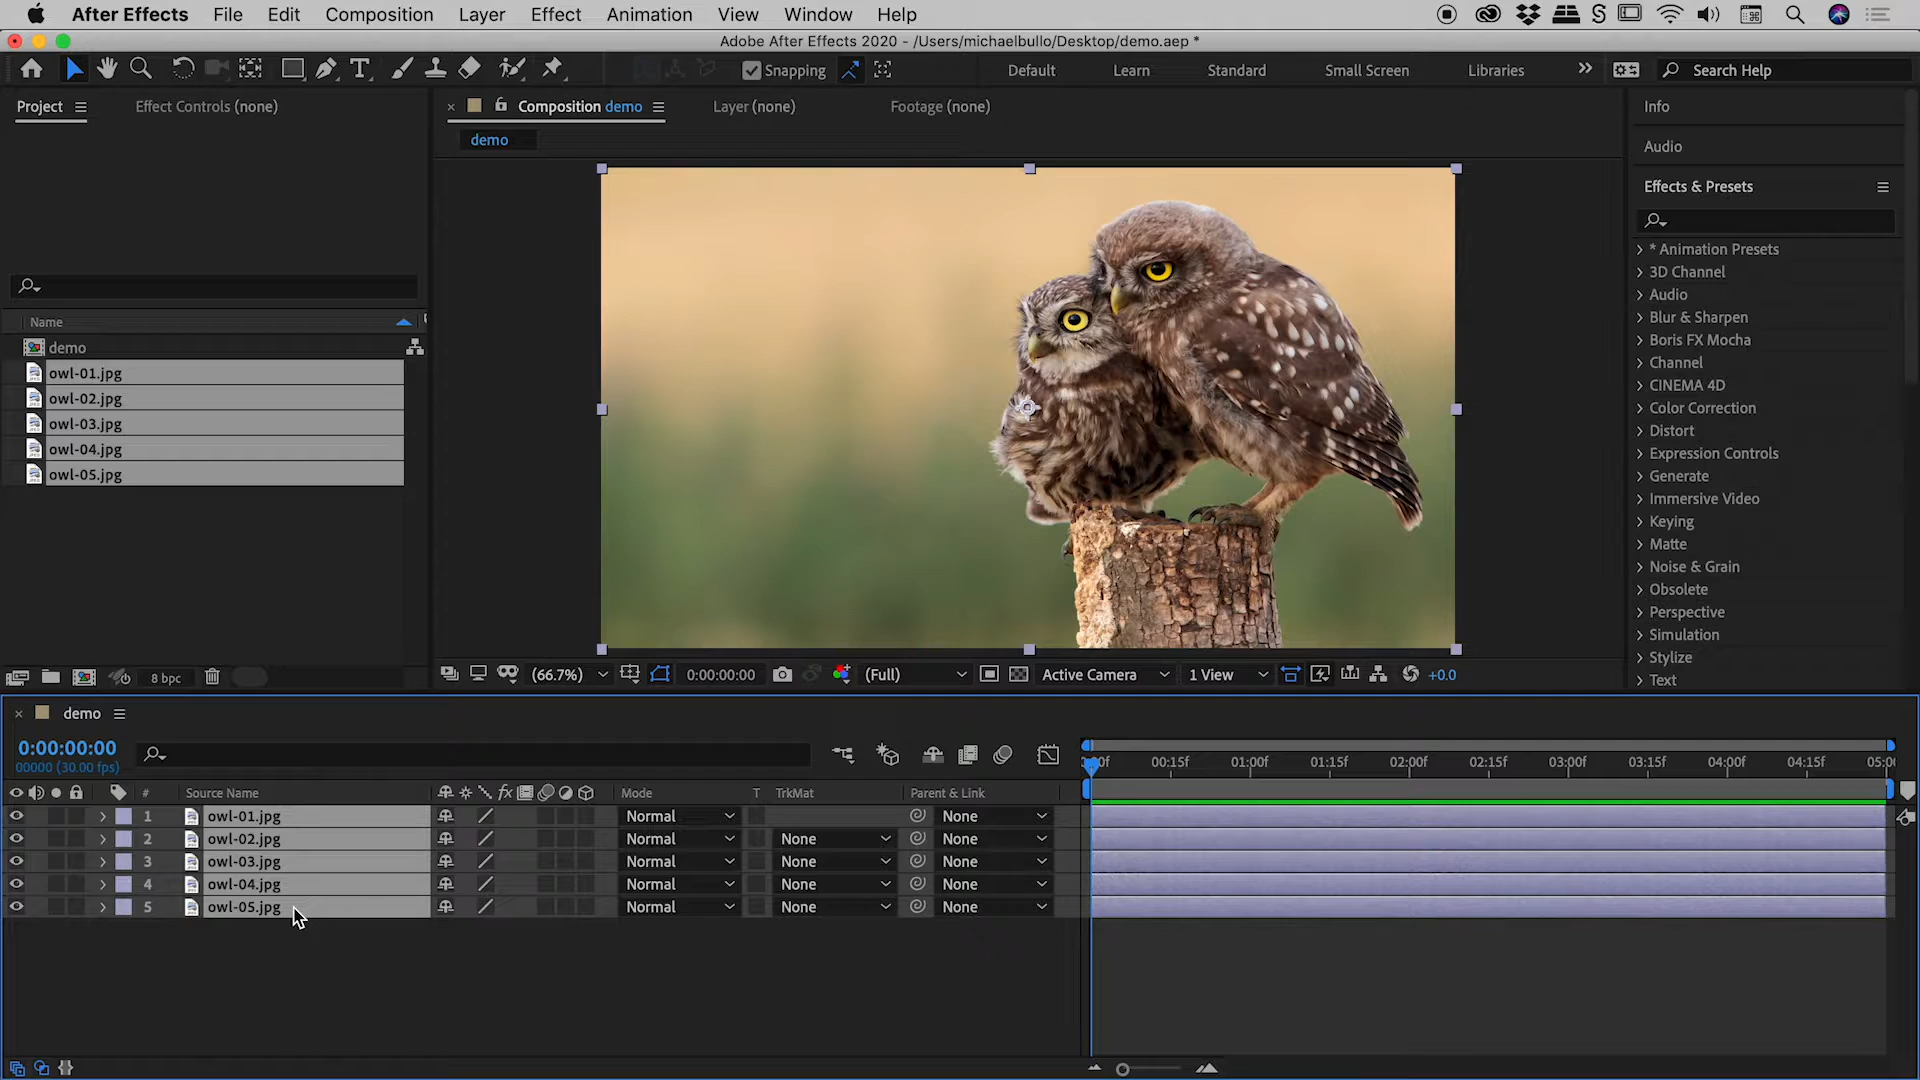 After Effects File Edit Composition Layer Effect Animation View Window Help
Adobe After Effects 2020 - /Users/michaelbullo/Desktop/demo.aep *
Snapping Default Learn Standard Small Screen Libraries Search Help
Project Effect Controls (none) Composition demo Layer (none) Footage (none) Info
demo Audio
Effects & Presets
* Animation Presets
3D Channel
Audio
Blur & Sharpen
Boris FX Mocha
Channel
CINEMA 4D
Color Correction
Distort
Expression Controls
Generate
Immersive Video
Keying
Matte
Noise & Grain
Obsolete
Perspective
Simulation
Stylize
Text
Name
demo
owl-01.jpg
owl-02.jpg
owl-03.jpg
owl-04.jpg
owl-05.jpg
8 bpc (66.7%) 0:00:00:00 (Full) Active Camera 1 View +0.0
demo
0:00:00:00
00000 (30.00 fps)
00:15f 01:00f 01:15f 02:00f 02:15f 03:00f 03:15f 04:00f 04:15f
# Source Name fx Mode T TrkMat Parent & Link
1 owl-01.jpg Normal None
2 owl-02.jpg Normal None None
3 owl-03.jpg Normal None None
4 owl-04.jpg Normal None None
5 owl-05.jpg Normal None None